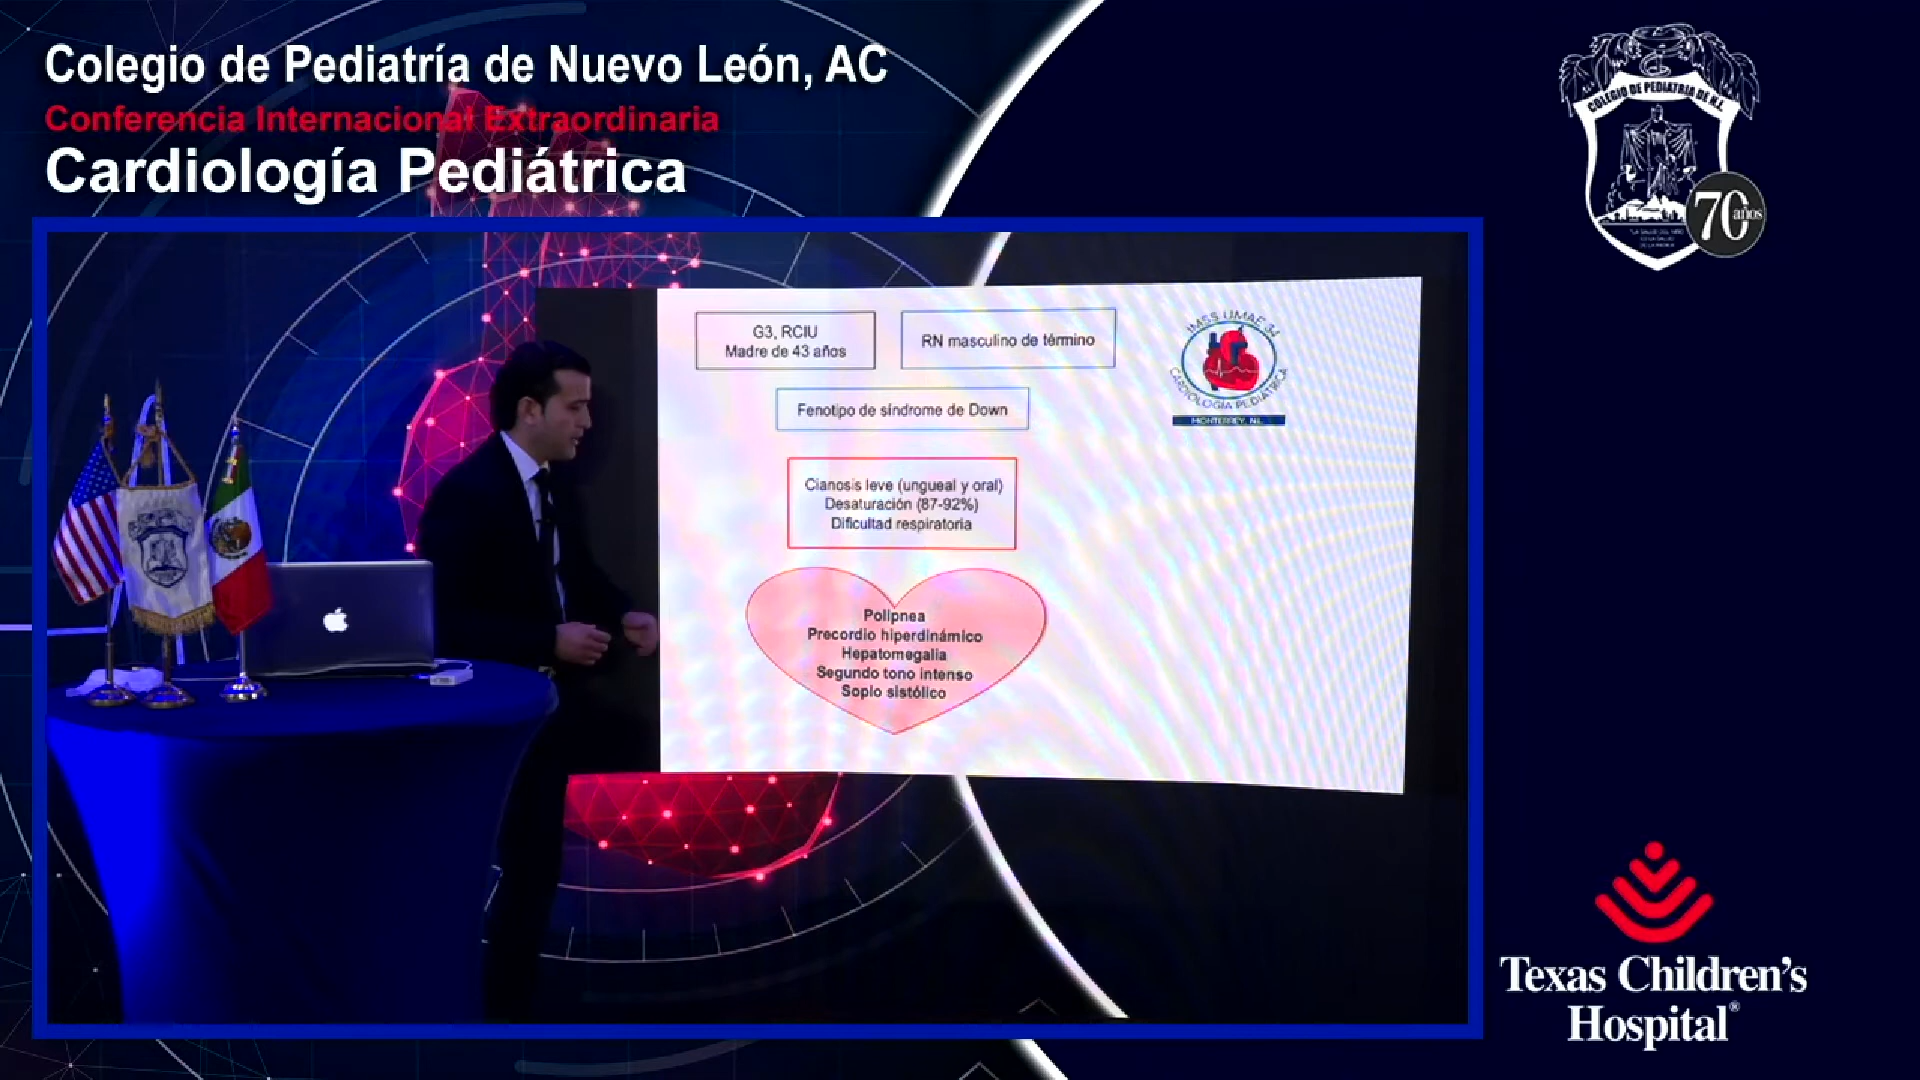 Colegio de Pediatría de Nuevo León, AC
Conferencia Internacional Extraordinaria
Cardiología Pediátrica
COLEGIO DE PEDIATRIA DE N.L.
70 años
G3, RCIU
Madre de 43 años
RN masculino de término
IMSS UMAE 34
CARDIOLOGÍA PEDIÁTRICA
MONTERREY, NL
Fenotipo de síndrome de Down
Cianosis leve (ungueal y oral)
Desaturación (87-92%)
Dificultad respiratoria
Polipnea
Precordio hiperdinámico
Hepatomegalia
Segundo tono intenso
Soplo sistólico
Texas Children's
Hospital®